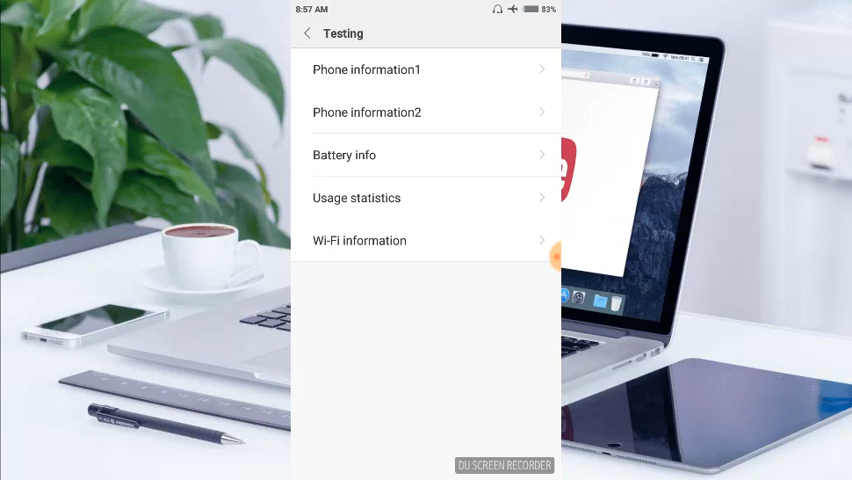 8:57 AM
83%
Testing
Phone information1
Phone information2
Battery info
Usage statistics
Wi-Fi information
DU SCREEN RECORDER